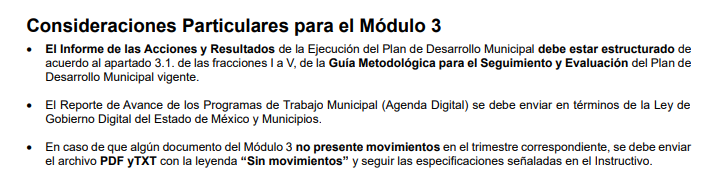 Consideraciones Particulares para el Módulo 3
• El Informe de las Acciones y Resultados de la Ejecución del Plan de Desarrollo Municipal debe estar estructurado de
acuerdo al apartado 3.1. de las fracciones I a V, de la Guía Metodológica para el Seguimiento y Evaluación del Plan de
Desarrollo Municipal vigente.
• El Reporte de Avance de los Programas de Trabajo Municipal (Agenda Digital) se debe enviar en términos de la Ley de
Gobierno Digital del Estado de México y Municipios.
• En caso de que algún documento del Módulo 3 no presente movimientos en el trimestre correspondiente, se debe enviar
el archivo PDF yTXT con la leyenda “Sin movimientos” y seguir las especificaciones señaladas en el Instructivo.